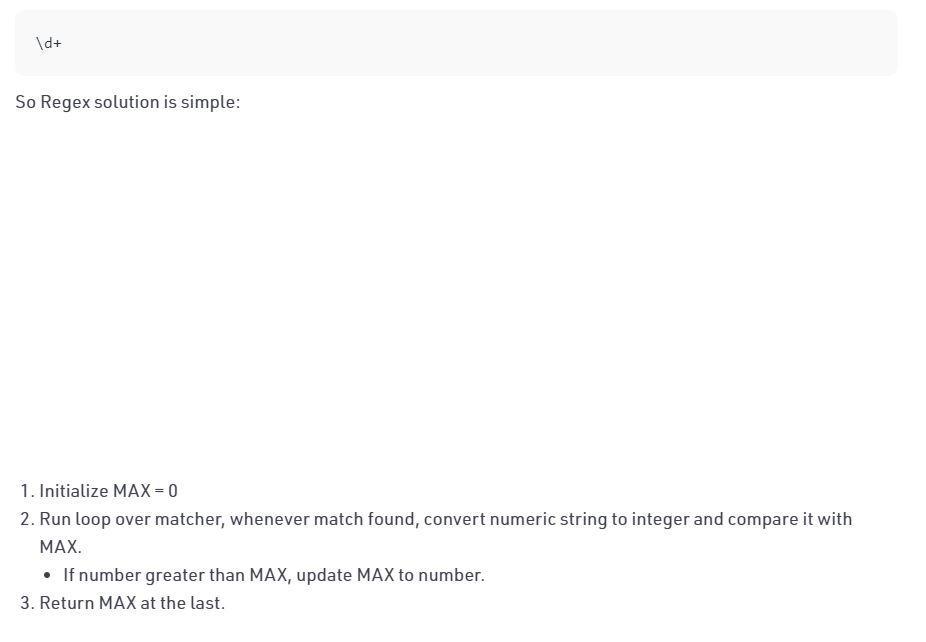 \d+
So Regex solution is simple:
1. Initialize MAX = 0
2. Run loop over matcher, whenever match found, convert numeric string to integer and compare it with
MAX.
• If number greater than MAX, update MAX to number.
3. Return MAX at the last.